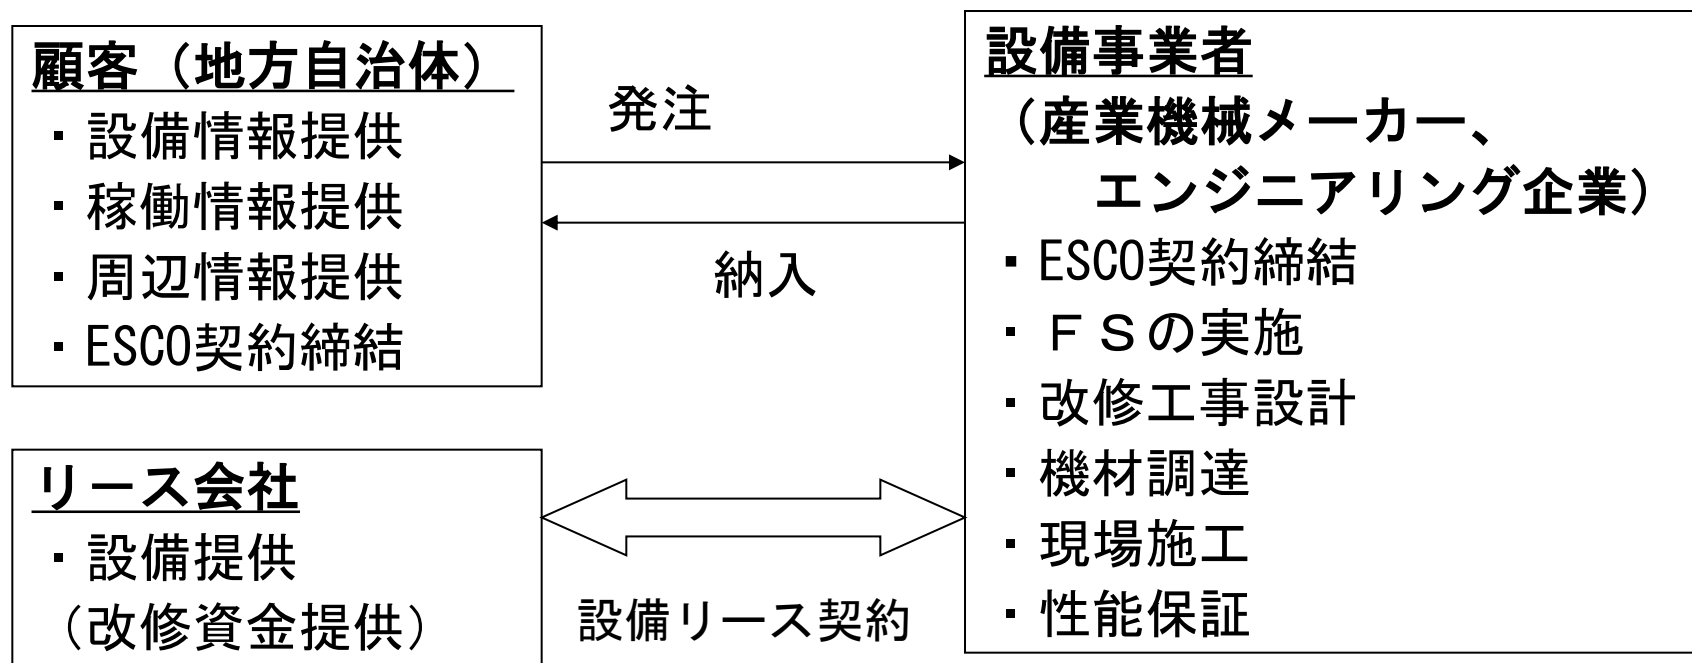 顧客（地方自治体）
・設備情報提供
・稼働情報提供
・周辺情報提供
・ESCO契約締結
発注
納入
設備事業者
（産業機械メーカー、
エンジニアリング企業）
・ESCO契約締結
・ＦＳの実施
・改修工事設計
・機材調達
・現場施工
・性能保証
リース会社
・設備提供
（改修資金提供）
設備リース契約